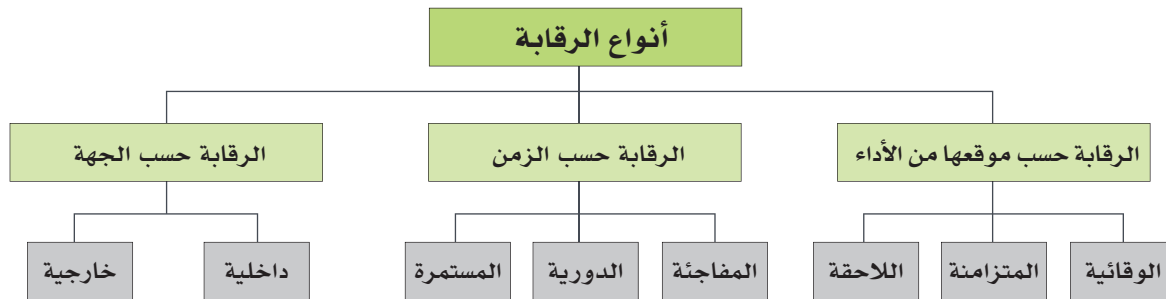 أنواع الرقابة
الرقابة حسب موقعها من الأداء
الرقابة حسب الزمن
الرقابة حسب الجهة
الوقائية
المتزامنة
اللاحقة
المفاجئة
الدورية
المستمرة
داخلية
خارجية